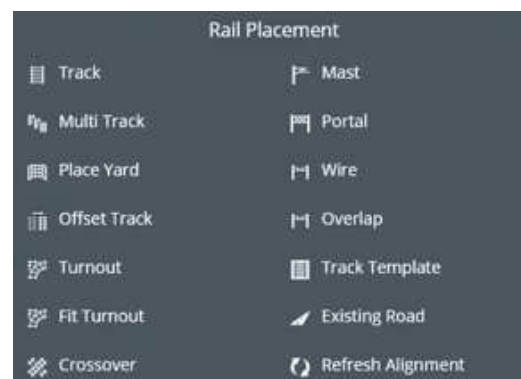 Rail Placement
Track
Mast
Multi Track
Portal
Place Yard
Wire
Offset Track
Overlap
Turnout
Track Template
Fit Turnout
Existing Road
Crossover
Refresh Alignment